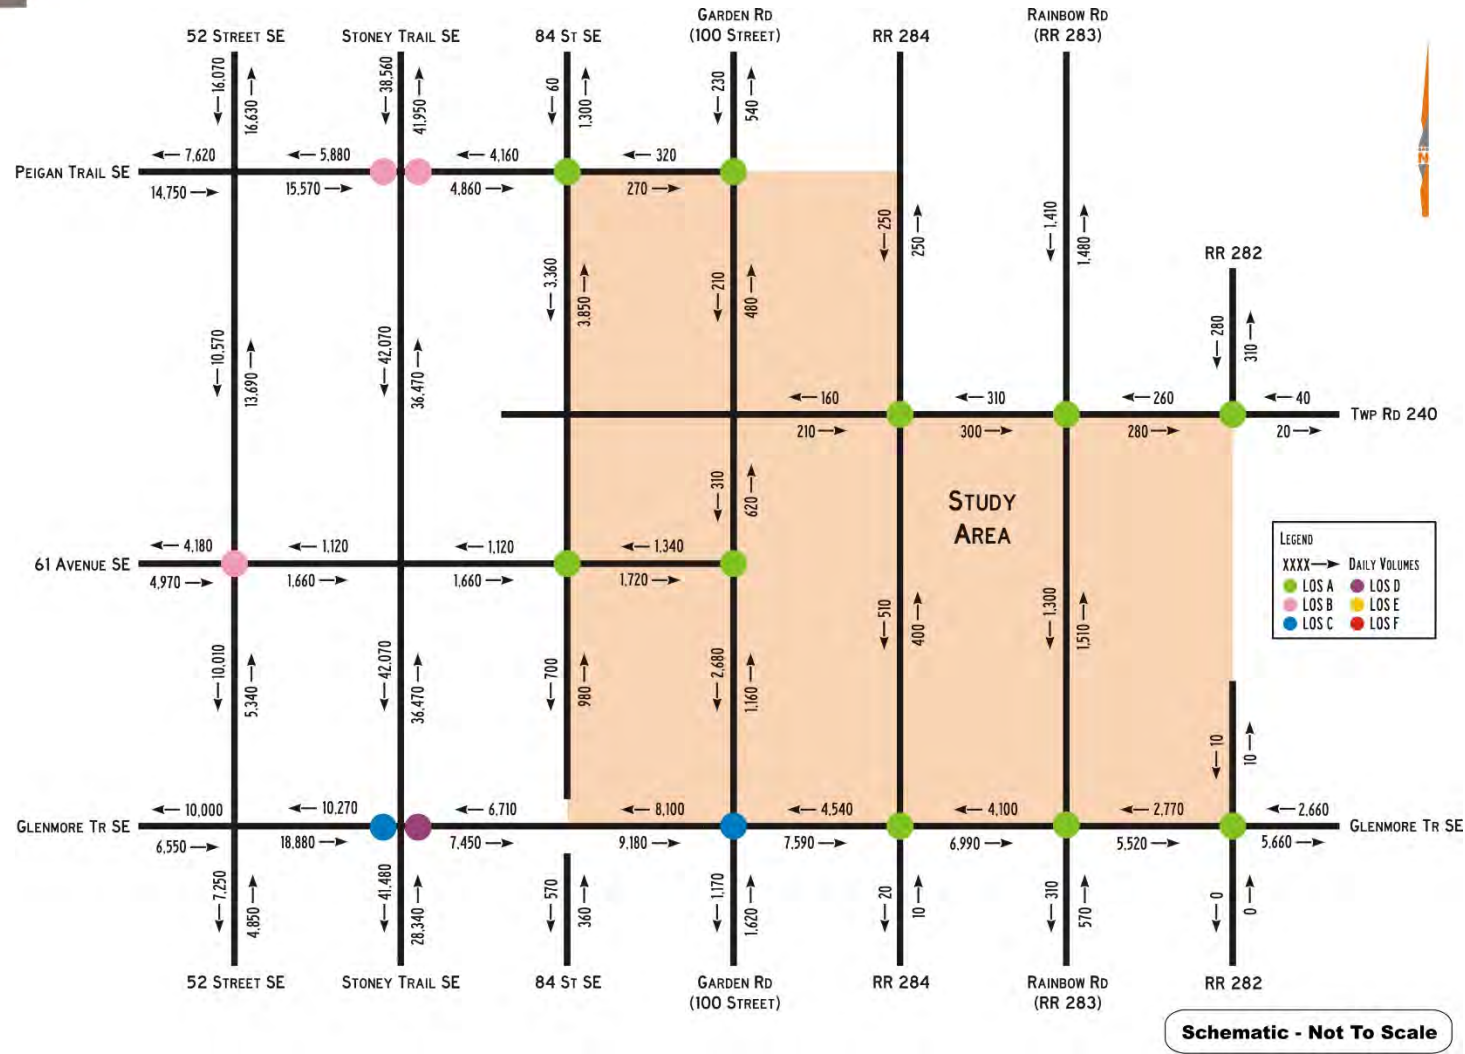 52 STREET SE
STONEY TRAIL SE
84 ST SE
GARDEN RD
(100 STREET)
RR 284
RAINBOW RD
(RR 283)
16,070
16,630
38,560
41,950
60
1,300
230
540
N
7,620
5,880
4,160
320
PEIGAN TRAIL SE
14,750
15,570
4,860
270
250
250
1,410
1,480
RR 282
3,360
3,850
210
480
280
310
10,570
13,690
42,070
36,470
160
310
260
40
TWP RD 240
210
300
280
20
310
620
STUDY
AREA
4,180
1,120
1,120
1,340
61 AVENUE SE
4,970
1,660
1,660
1,720
LEGEND
XXXX DAILY VOLUMES
LOS A LOS D
LOS B LOS E
LOS C LOS F
510
400
1,300
1,510
10,010
5,340
42,070
36,470
700
980
2,680
1,160
10
10
10,000
10,270
6,710
8,100
4,540
4,100
2,770
2,660
GLENMORE TR SE
GLENMORE TR SE
6,550
18,880
7,450
9,180
7,590
6,990
5,520
5,660
7,250
4,850
41,480
28,340
570
360
1,170
1,620
20
10
310
570
0
0
52 STREET SE
STONEY TRAIL SE
84 ST SE
GARDEN RD
(100 STREET)
RR 284
RAINBOW RD
(RR 283)
RR 282
Schematic - Not To Scale